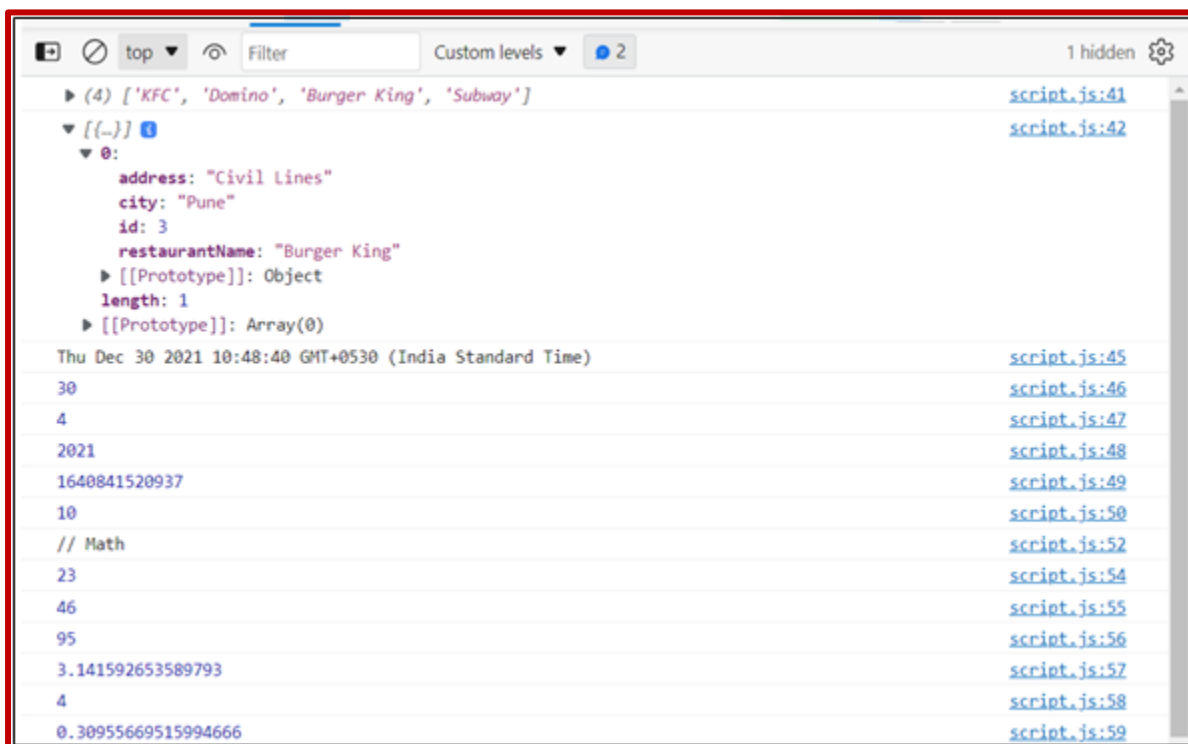 top ▼ Filter Custom levels ▼ 2 1 hidden
▶ (4) ['KFC', 'Domino', 'Burger King', 'Subway'] script.js:41
▼ [{…}] i script.js:42
▼ 0:
address: "Civil Lines"
city: "Pune"
id: 3
restaurantName: "Burger King"
▶ [[Prototype]]: Object
length: 1
▶ [[Prototype]]: Array(0)
Thu Dec 30 2021 10:48:40 GMT+0530 (India Standard Time) script.js:45
30 script.js:46
4 script.js:47
2021 script.js:48
1640841520937 script.js:49
10 script.js:50
// Math script.js:52
23 script.js:54
46 script.js:55
95 script.js:56
3.141592653589793 script.js:57
4 script.js:58
0.30955669515994666 script.js:59